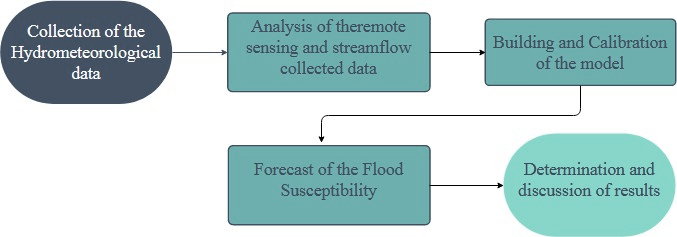 Collection of the
Hydrometeorological
data
Analysis of theremote
sensing and streamflow
collected data
Building and Calibration
of the model
Forecast of the Flood
Susceptibility
Determination and
discussion of results